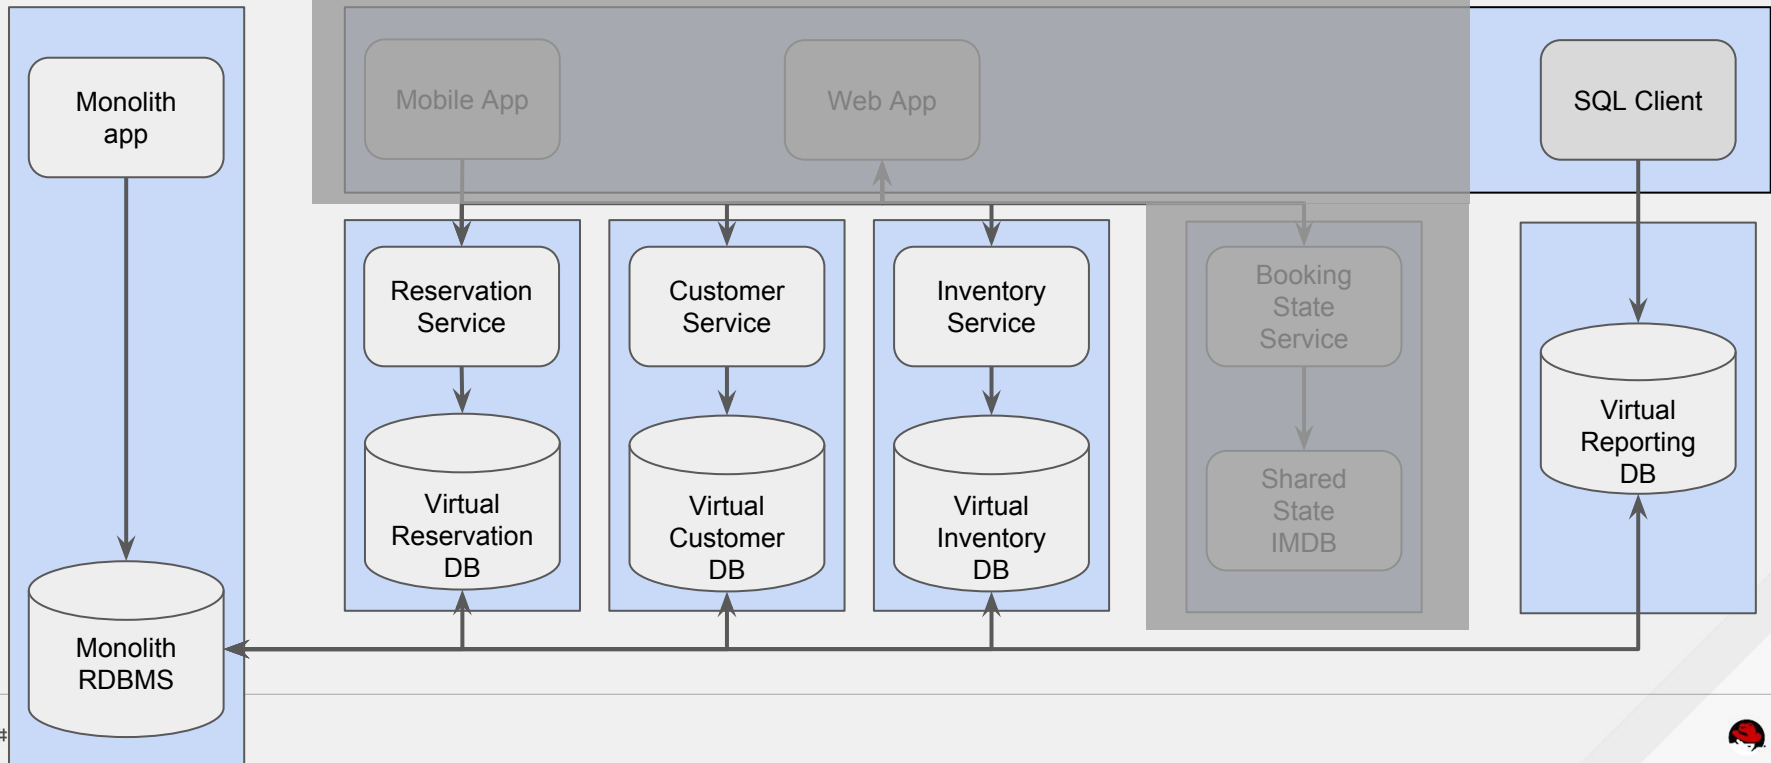 Monolith
app
Mobile App
Web App
SQL Client
Reservation
Service
Customer
Service
Inventory
Service
Booking
State
Service
Virtual
Reservation
DB
Virtual
Customer
DB
Virtual
Inventory
DB
Shared
State
IMDB
Virtual
Reporting
DB
Monolith
RDBMS
#